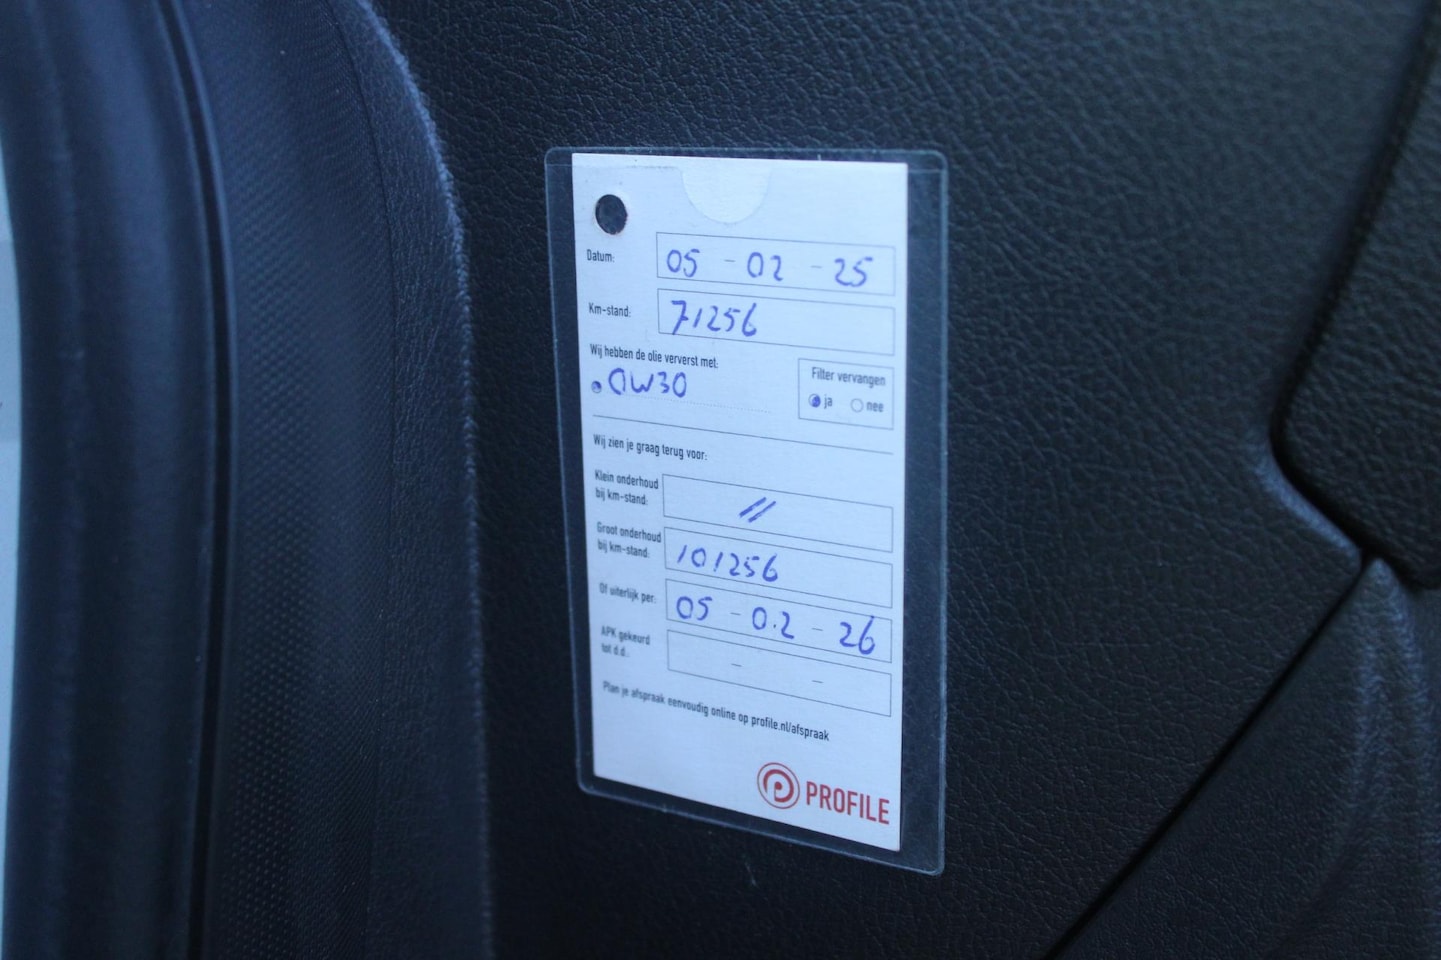 Datum: 05 - 02 - 25
Km-stand: 71256
Wij hebben de olie ververst met:
0W30
Filter vervangen
ja nee
Wij zien je graag terug voor:
Klein onderhoud
bij km-stand: //
Groot onderhoud
bij km-stand: 101256
Of uiterlijk per: 05 - 0.2 - 26
APK gekeurd
tot d.d.: - -
Plan je afspraak eenvoudig online op profile.nl/afspraak
PROFILE